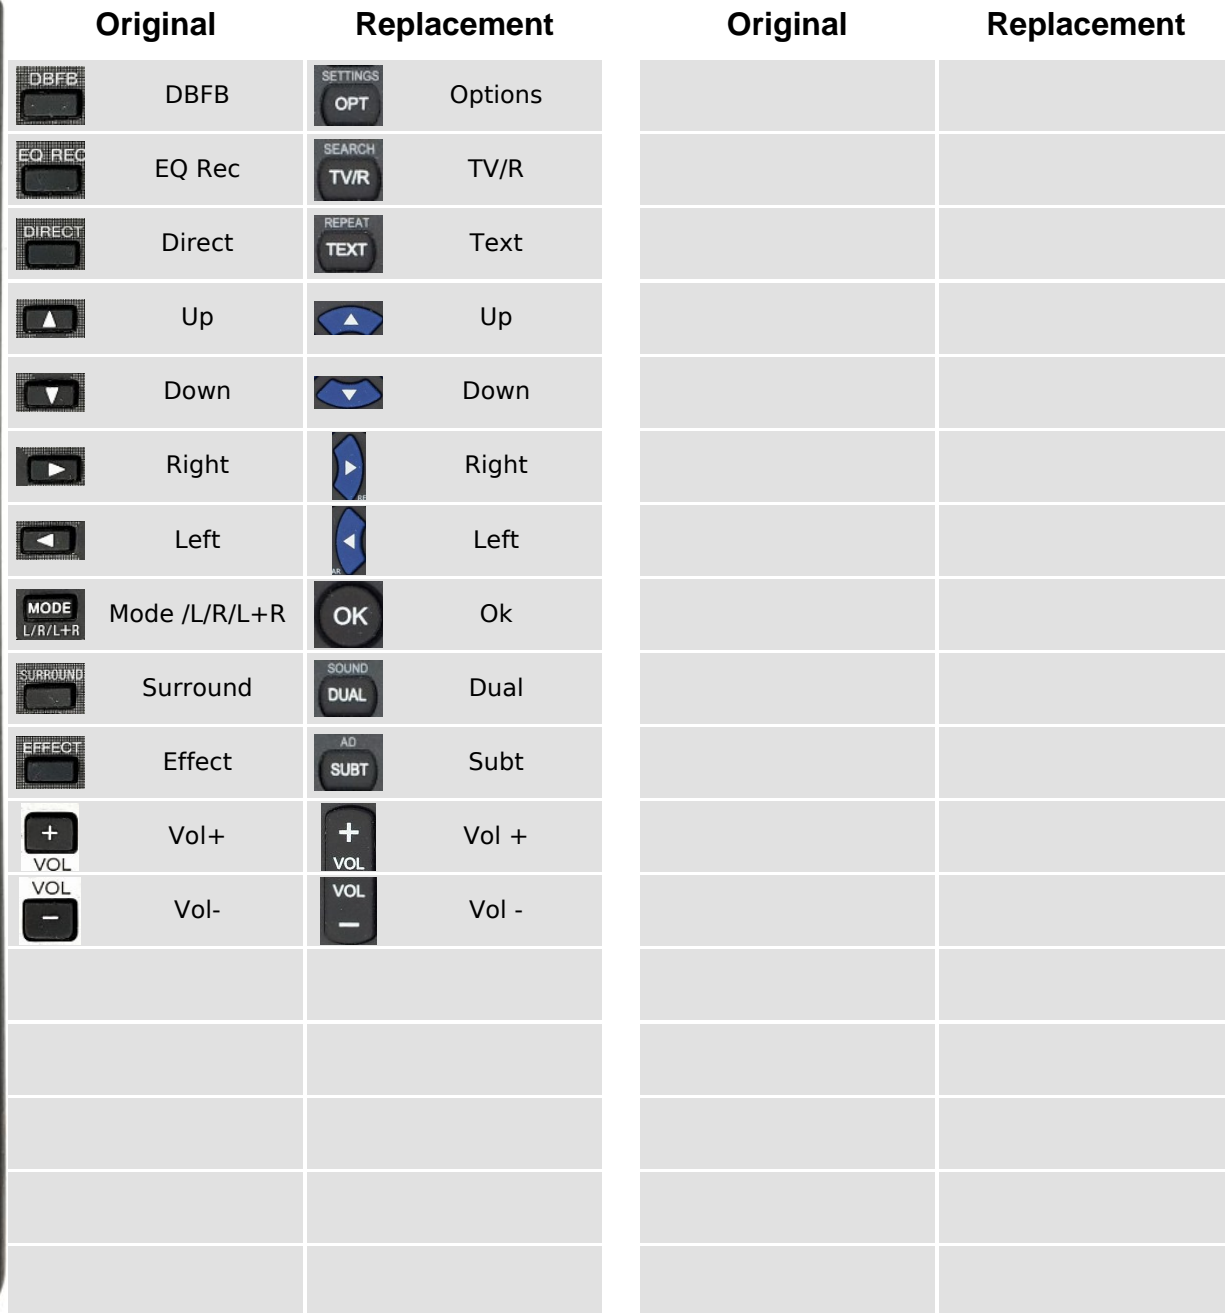 Original Replacement Original Replacement
DBFB DBFB SETTINGS OPT Options
EQ REC EQ Rec SEARCH TV/R TV/R
DIRECT Direct REPEAT TEXT Text
Up Up
Down Down
Right Right
Left Left
MODE L/R/L+R Mode /L/R/L+R OK Ok
SURROUND Surround SOUND DUAL Dual
EFFECT Effect AD SUBT Subt
+ VOL Vol+ + VOL Vol +
VOL - Vol- VOL - Vol -